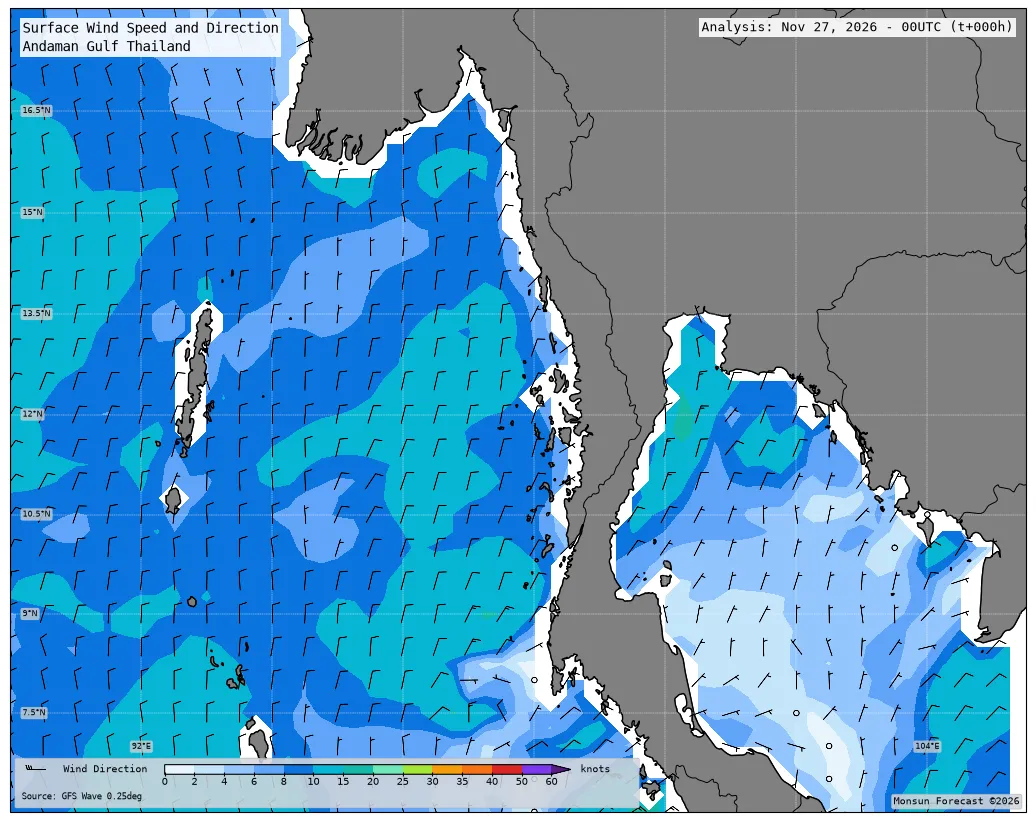 Surface Wind Speed and Direction
Andaman Gulf Thailand
Analysis: Nov 27, 2026 - 00UTC (t+000h)
16.5°N
15°N
13.5°N
12°N
10.5°N
9°N
7.5°N
92°E
104°E
Wind Direction
knots
0 2 4 6 8 10 15 20 25 30 35 40 50 60
Source: GFS Wave 0.25deg
Monsun Forecast ©2026